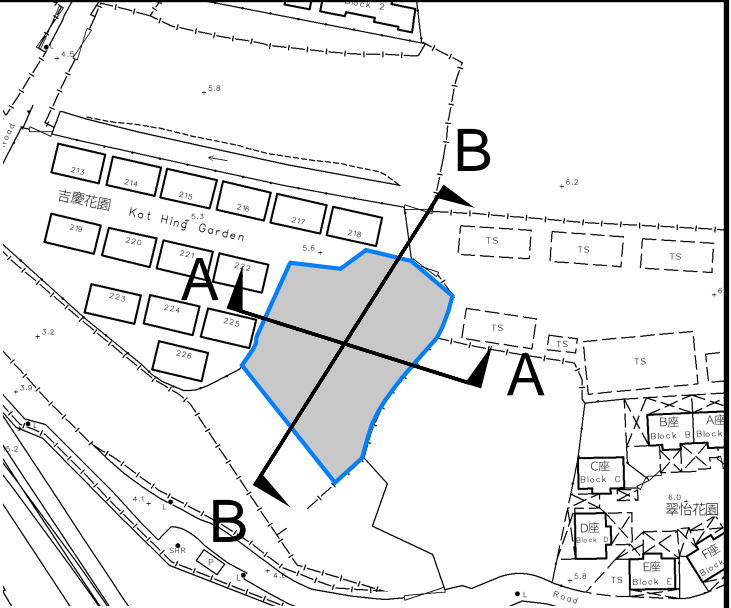 Block 2
4.5
L
5.8
Road
B
6.2
213
214
215
216
217
218
吉慶花園
Kat Hing Garden
5.3
219
220
221
222
5.6
TS
TS
TS
A
223
224
225
226
TS
TS
TS
3.2
A
3.9
5.2
B座
Block B
A座
Block
C座
Block C
6.0
翠怡花園
4.1
L
B
D座
Block D
SHR
P
L
4.6
5.8
TS
E座
Block E
F座
Block
L
Road